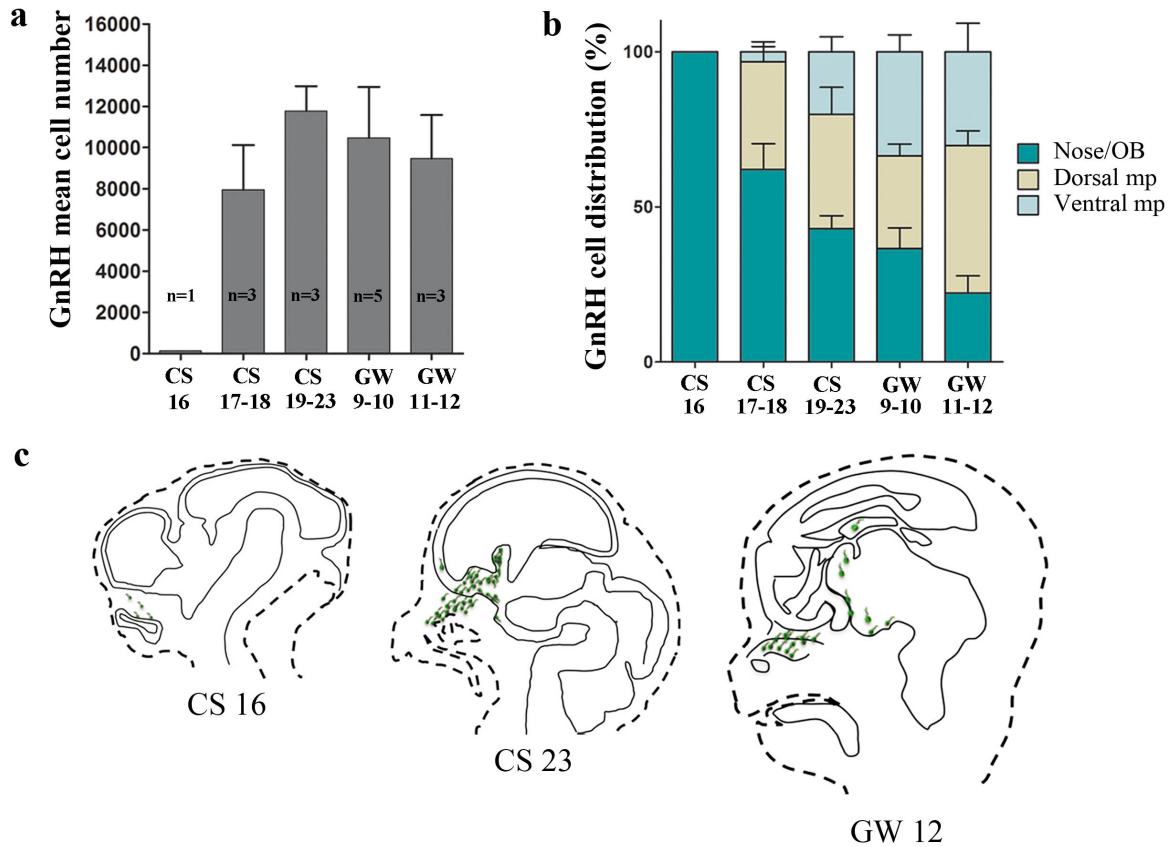 a
GnRH mean cell number
16000
14000
12000
10000
8000
6000
4000
2000
0
n=1
n=3
n=3
n=5
n=3
CS
16
CS
17-18
CS
19-23
GW
9-10
GW
11-12
b
GnRH cell distribution (%)
100
50
0
CS
16
CS
17-18
CS
19-23
GW
9-10
GW
11-12
Nose/OB
Dorsal mp
Ventral mp
c
CS 16
CS 23
GW 12